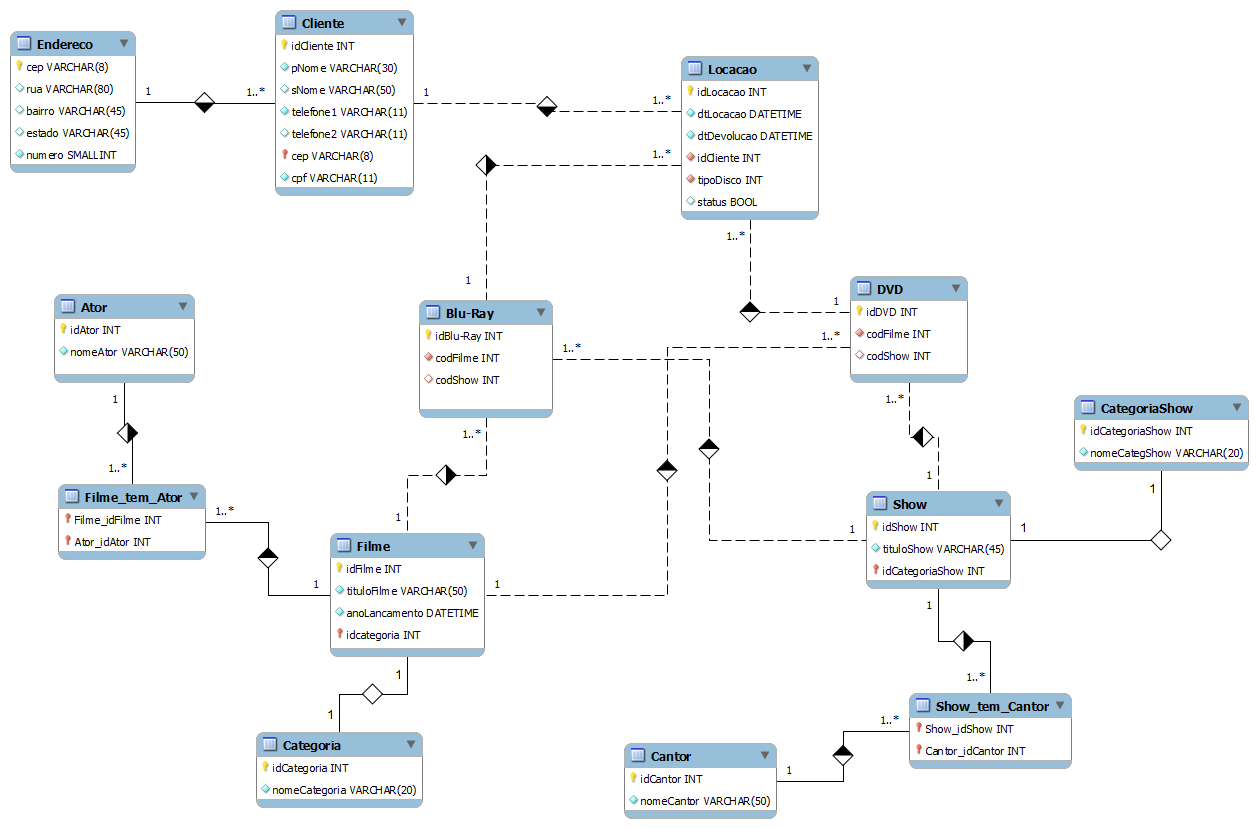 Endereco
cep VARCHAR(8)
rua VARCHAR(80)
bairro VARCHAR(45)
estado VARCHAR(45)
numero SMALLINT
1
1..*
Cliente
idCliente INT
pNome VARCHAR(30)
sNome VARCHAR(50)
telefone1 VARCHAR(11)
telefone2 VARCHAR(11)
cep VARCHAR(8)
cpf VARCHAR(11)
1
1..*
Locacao
idLocacao INT
dtLocacao DATETIME
dtDevolucao DATETIME
idCliente INT
tipoDisco INT
status BOOL
1..*
1
1..*
1
Ator
idAtor INT
nomeAtor VARCHAR(50)
1
1..*
Blu-Ray
idBlu-Ray INT
codFilme INT
codShow INT
1..*
1
1..*
1
DVD
idDVD INT
codFilme INT
codShow INT
1..*
1
1..*
1
CategoriaShow
idCategoriaShow INT
nomeCategShow VARCHAR(20)
1
1
Filme_tem_Ator
Filme_idFilme INT
Ator_idAtor INT
1..*
1
Filme
idFilme INT
tituloFilme VARCHAR(50)
anoLancamento DATETIME
idcategoria INT
1
1
Show
idShow INT
tituloShow VARCHAR(45)
idCategoriaShow INT
1
1..*
Categoria
idCategoria INT
nomeCategoria VARCHAR(20)
Cantor
idCantor INT
nomeCantor VARCHAR(50)
1
1..*
Show_tem_Cantor
Show_idShow INT
Cantor_idCantor INT